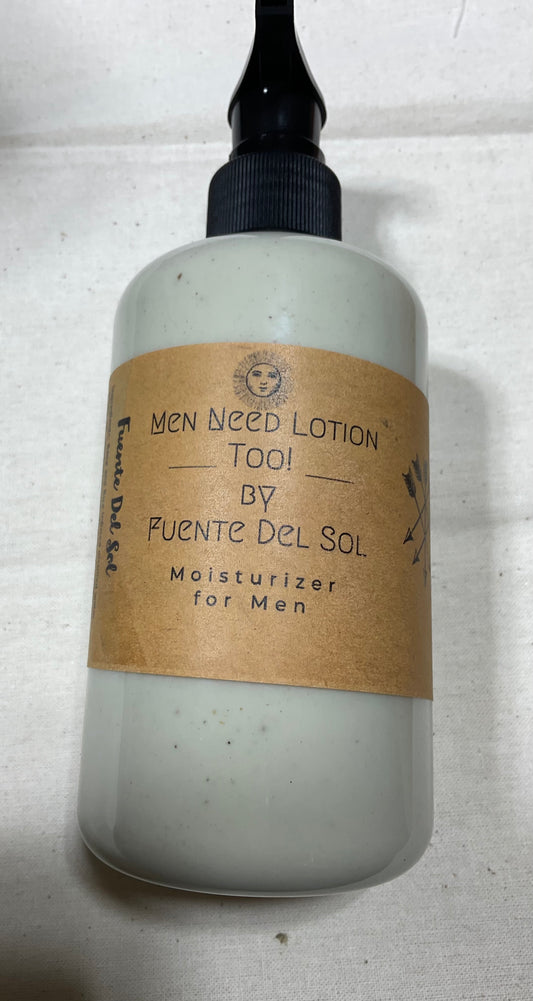 Men Need Lotion
Too!
by
Fuente Del Sol
Moisturizer
for Men
Fuente Del Sol